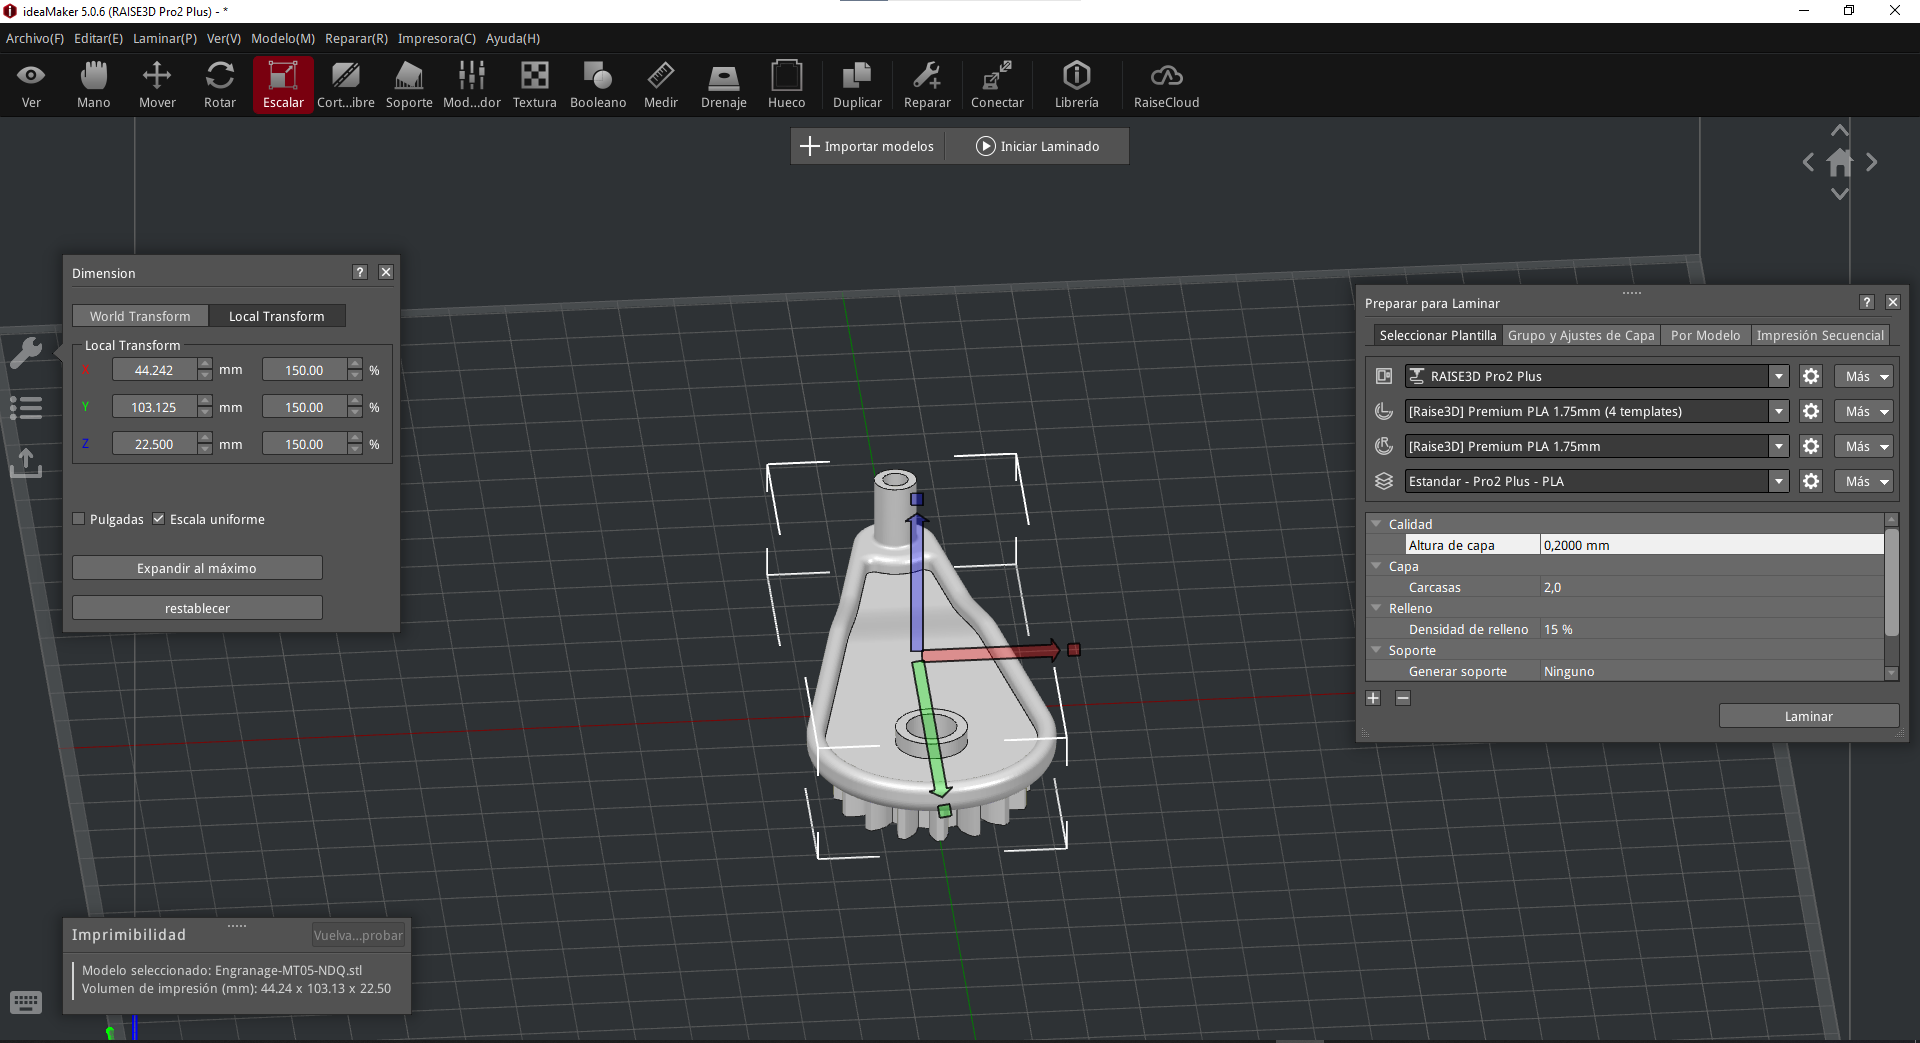 ideaMaker 5.0.6 (RAISE3D Pro2 Plus) - *
Archivo(F) Editar(E) Laminar(P) Ver(V) Modelo(M) Reparar(R) Impresora(C) Ayuda(H)
Ver Mano Mover Rotar Escalar Cort...ibre Soporte Mod...dor Textura Booleano Medir Drenaje Hueco Duplicar Reparar Conectar Librería RaiseCloud
Importar modelos Iniciar Laminado
Dimension ?
World Transform Local Transform
Local Transform
X 44.242 mm 150.00 %
Y 103.125 mm 150.00 %
Z 22.500 mm 150.00 %
Pulgadas Escala uniforme
Expandir al máximo
restablecer
Preparar para Laminar ?
Seleccionar Plantilla Grupo y Ajustes de Capa Por Modelo Impresión Secuencial
RAISE3D Pro2 Plus Más
L [Raise3D] Premium PLA 1.75mm (4 templates) Más
R [Raise3D] Premium PLA 1.75mm Más
Estandar - Pro2 Plus - PLA Más
Calidad
Altura de capa 0,2000 mm
Capa
Carcasas 2,0
Relleno
Densidad de relleno 15 %
Soporte
Generar soporte Ninguno
Laminar
Imprimibilidad Vuelva...probar
Modelo seleccionado: Engranage-MT05-NDQ.stl
Volumen de impresión (mm): 44.24 x 103.13 x 22.50